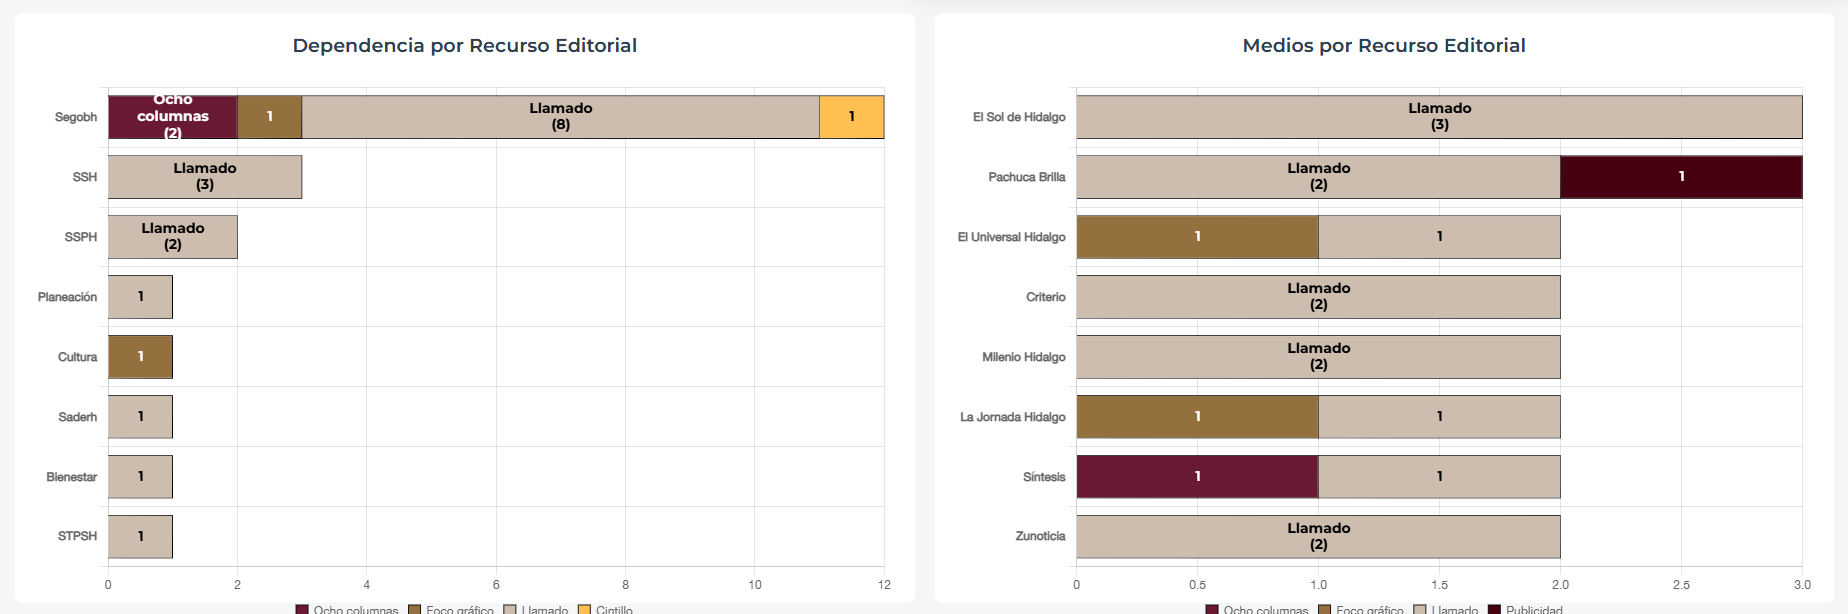 Dependencia por Recurso Editorial
Segobh
Ocho
columnas
(2)
1
Llamado
(8)
1
SSH
Llamado
(3)
SSPH
Llamado
(2)
Planeación
1
Cultura
1
Saderh
1
Bienestar
1
STPSH
1
0 2 4 6 8 10 12
Ocho columnas Foco gráfico Llamado Cintillo
Medios por Recurso Editorial
El Sol de Hidalgo
Llamado
(3)
Pachuca Brilla
Llamado
(2)
1
El Universal Hidalgo
1
1
Criterio
Llamado
(2)
Milenio Hidalgo
Llamado
(2)
La Jornada Hidalgo
1
1
Síntesis
1
1
Zunoticia
Llamado
(2)
0 0.5 1.0 1.5 2.0 2.5 3.0
Ocho columnas Foco gráfico Llamado Publicidad